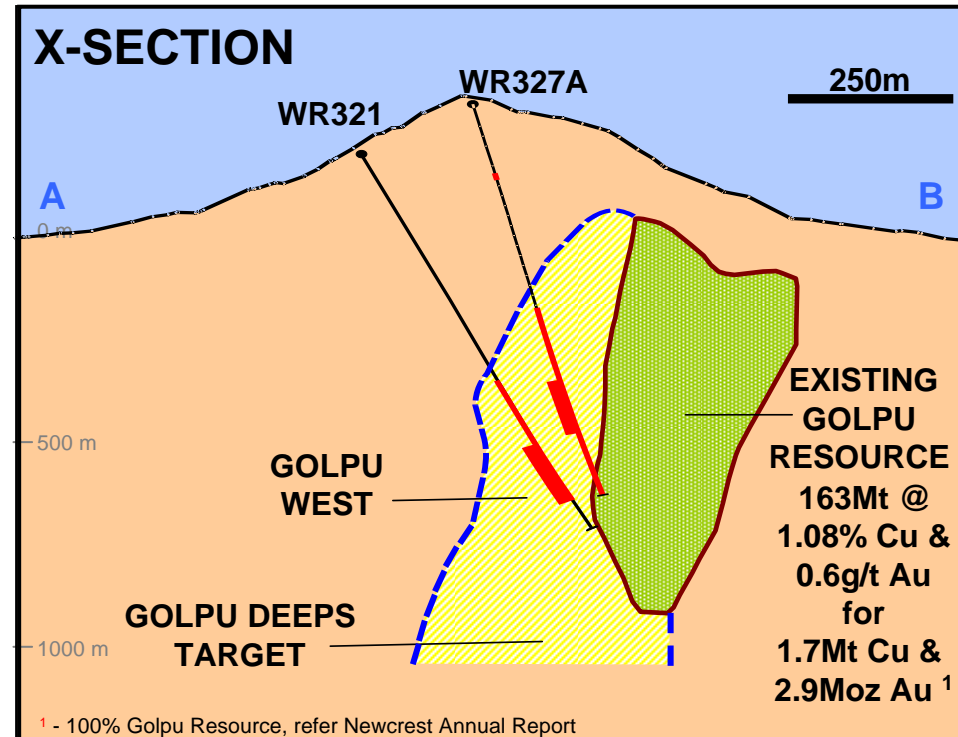 X-SECTION
WR327A
250m
WR321
A
B
0 m
EXISTING
GOLPU
RESOURCE
163Mt @
1.08% Cu &
0.6g/t Au
for
1.7Mt Cu &
2.9Moz Au ¹
500 m
GOLPU
WEST
GOLPU DEEPS
TARGET
1000 m
¹ - 100% Golpu Resource, refer Newcrest Annual Report